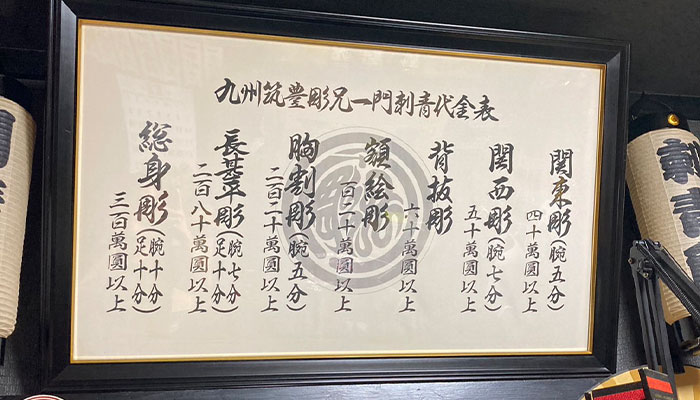 九州筑豊彫兄一門刺青代金表
関東彫(腕五分)
四十萬圓以上
関西彫(腕七分)
五十萬圓以上
背抜彫
六十萬圓以上
額絵彫
百二十萬圓以上
胸割彫(腕五分)
二百二十萬圓以上
長甚平彫(腕七分 足十分)
二百八十萬圓以上
総身彫(腕十分 足十分)
三百萬圓以上
刺青